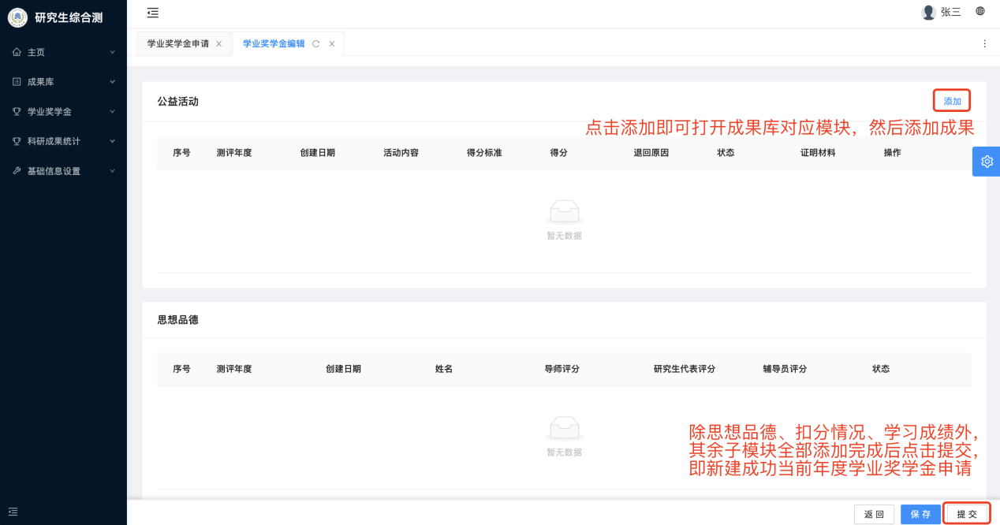 研究生综合测
张三
主页
成果库
学业奖学金
科研成果统计
基础信息设置
学业奖学金申请
学业奖学金编辑
公益活动
添加
点击添加即可打开成果库对应模块，然后添加成果
序号 测评年度 创建日期 活动内容 得分标准 得分 退回原因 状态 证明材料 操作
暂无数据
思想品德
序号 测评年度 创建日期 姓名 导师评分 研究生代表评分 辅导员评分 状态
暂无数据
除思想品德、扣分情况、学习成绩外，
其余子模块全部添加完成后点击提交，
即新建成功当前年度学业奖学金申请
返 回 保 存 提 交